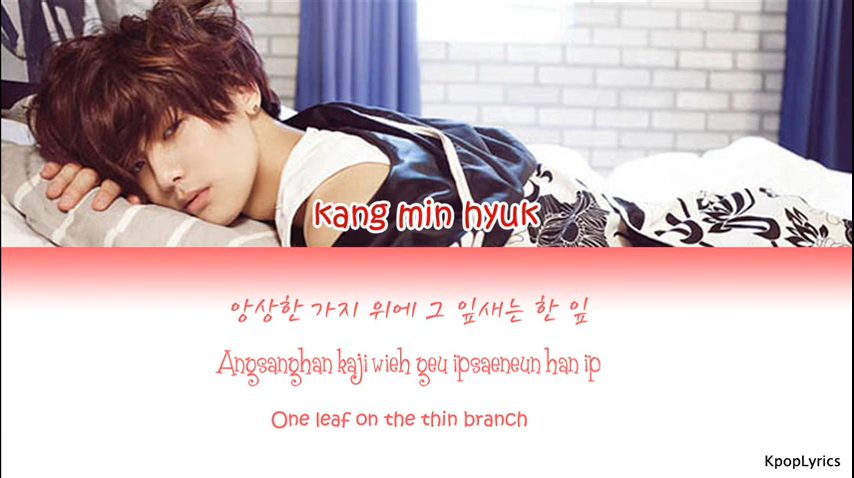 kang min hyuk
앙상한 가지 위에 그 잎새는 한 잎
Angsanghan kaji wieh geu ipsaeneun han ip
One leaf on the thin branch
KpopLyrics